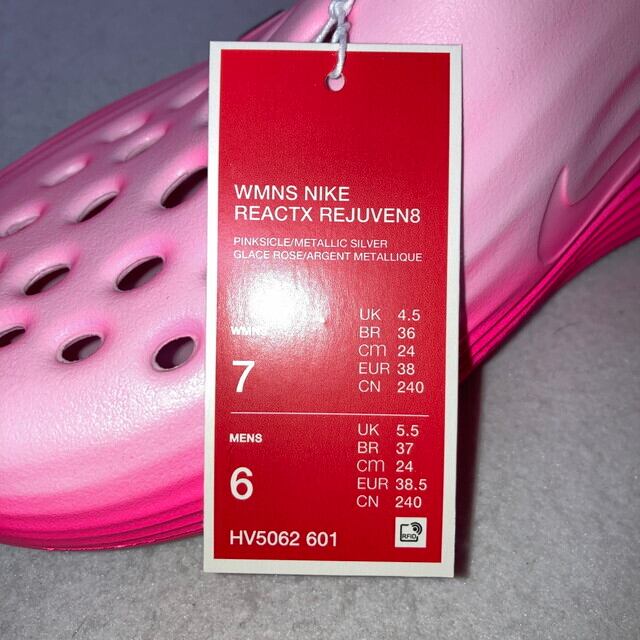 WMNS NIKE
REACTX REJUVEN8
PINKSICLE/METALLIC SILVER
GLACE ROSE/ARGENT METALLIQUE
WMNS
7
UK 4.5
BR 36
CM 24
EUR 38
CN 240
MENS
6
UK 5.5
BR 37
CM 24
EUR 38.5
CN 240
HV5062 601
RFID